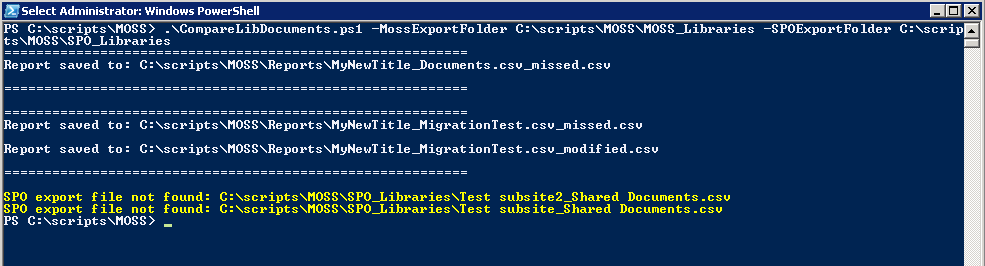 Select Administrator: Windows PowerShell
PS C:\scripts\MOSS> .\CompareLibDocuments.ps1 -MossExportFolder C:\scripts\MOSS\MOSS_Libraries -SPOExportFolder C:\scrip
ts\MOSS\SPO_Libraries
==========================================================
Report saved to: C:\scripts\MOSS\Reports\MyNewTitle_Documents.csv_missed.csv
==========================================================
==========================================================
Report saved to: C:\scripts\MOSS\Reports\MyNewTitle_MigrationTest.csv_missed.csv
Report saved to: C:\scripts\MOSS\Reports\MyNewTitle_MigrationTest.csv_modified.csv
==========================================================
SPO export file not found: C:\scripts\MOSS\SPO_Libraries\Test subsite2_Shared Documents.csv
SPO export file not found: C:\scripts\MOSS\SPO_Libraries\Test subsite_Shared Documents.csv
PS C:\scripts\MOSS> _